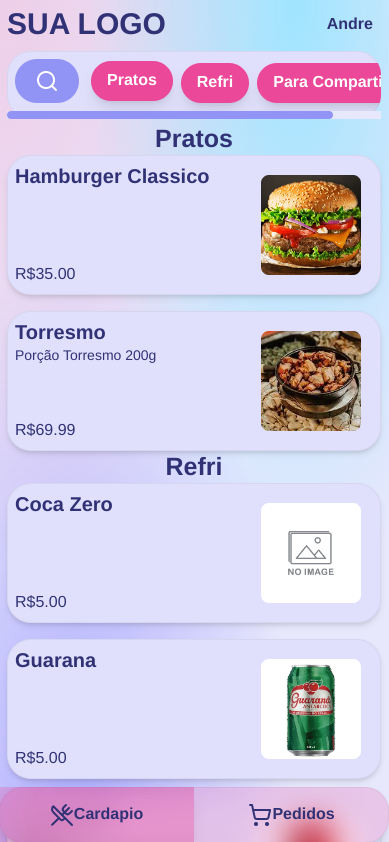 SUA LOGO
Andre
Pratos
Refri
Para Comparti
Pratos
Hamburger Classico
R$35.00
Torresmo
Porção Torresmo 200g
R$69.99
Refri
Coca Zero
NO IMAGE
R$5.00
Guarana
Guaraná
ANTARCTICA
R$5.00
Cardapio
Pedidos